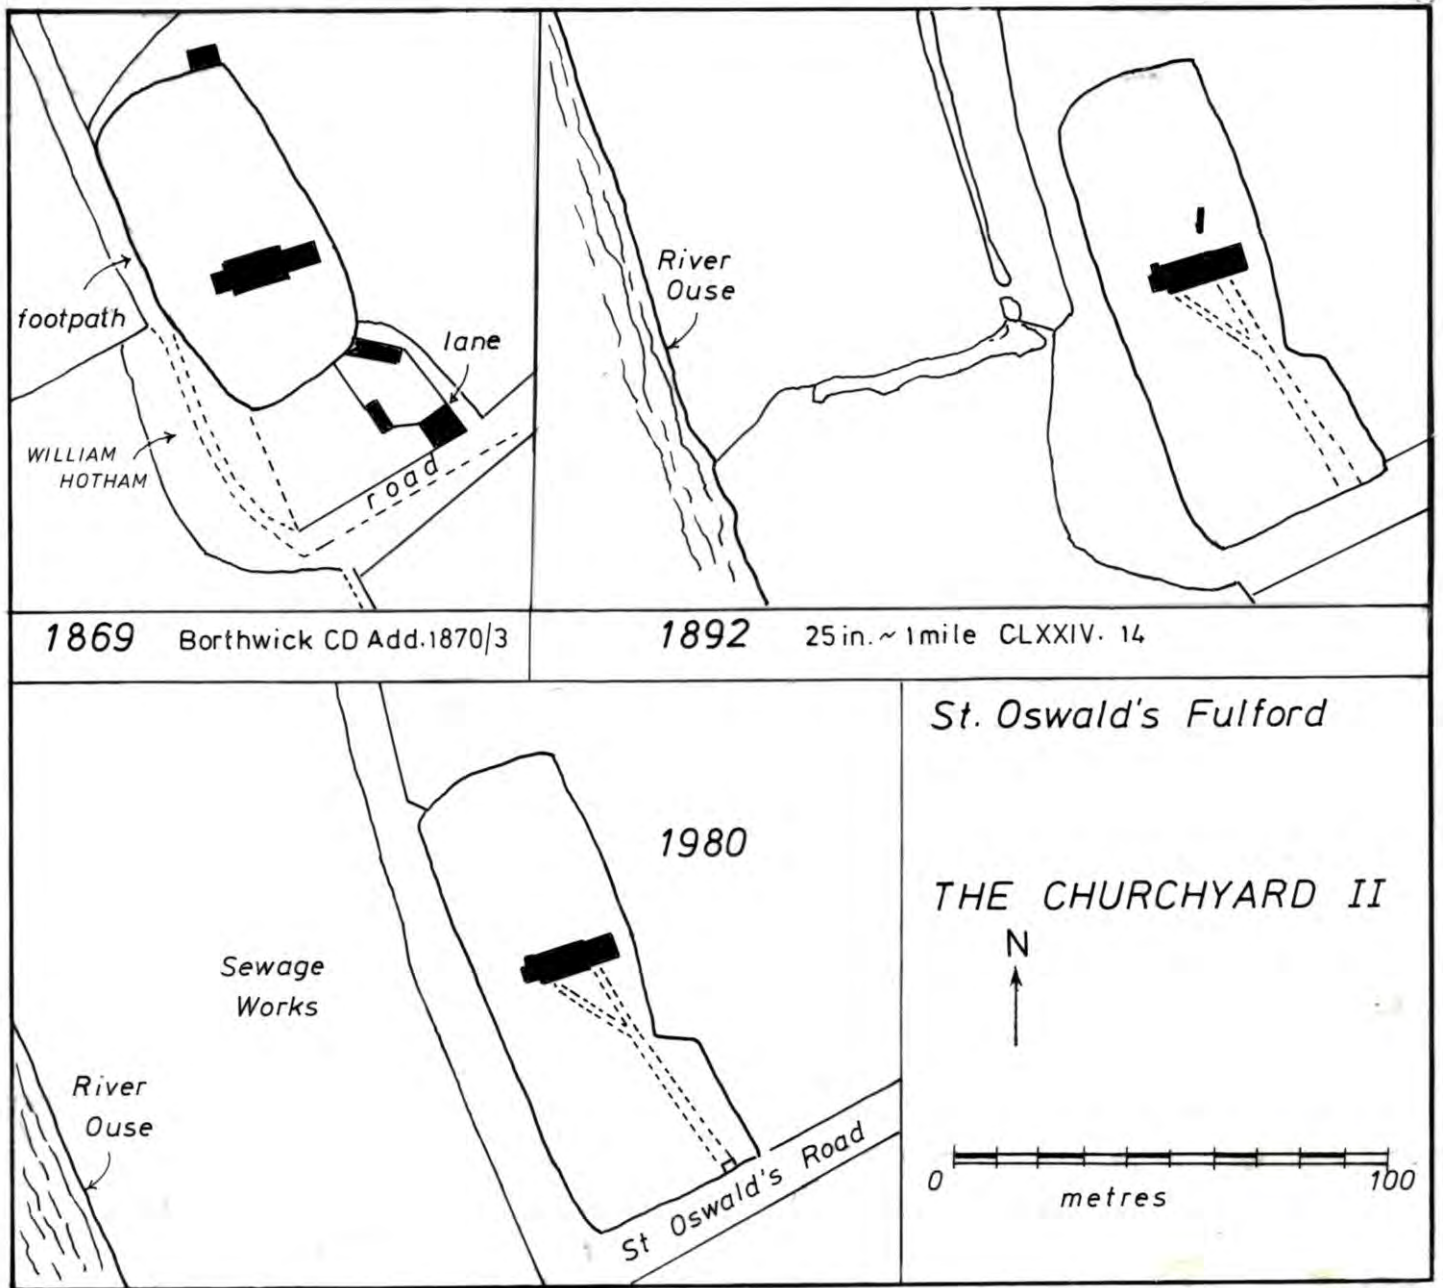 footpath
lane
WILLIAM
HOTHAM
road
River
Ouse
1869 Borthwick CD Add.1870/3
1892 25in.~1mile CLXXIV. 14
1980
Sewage
Works
River
Ouse
St Oswald's Road
St. Oswald's Fulford
THE CHURCHYARD II
N
0 100
metres